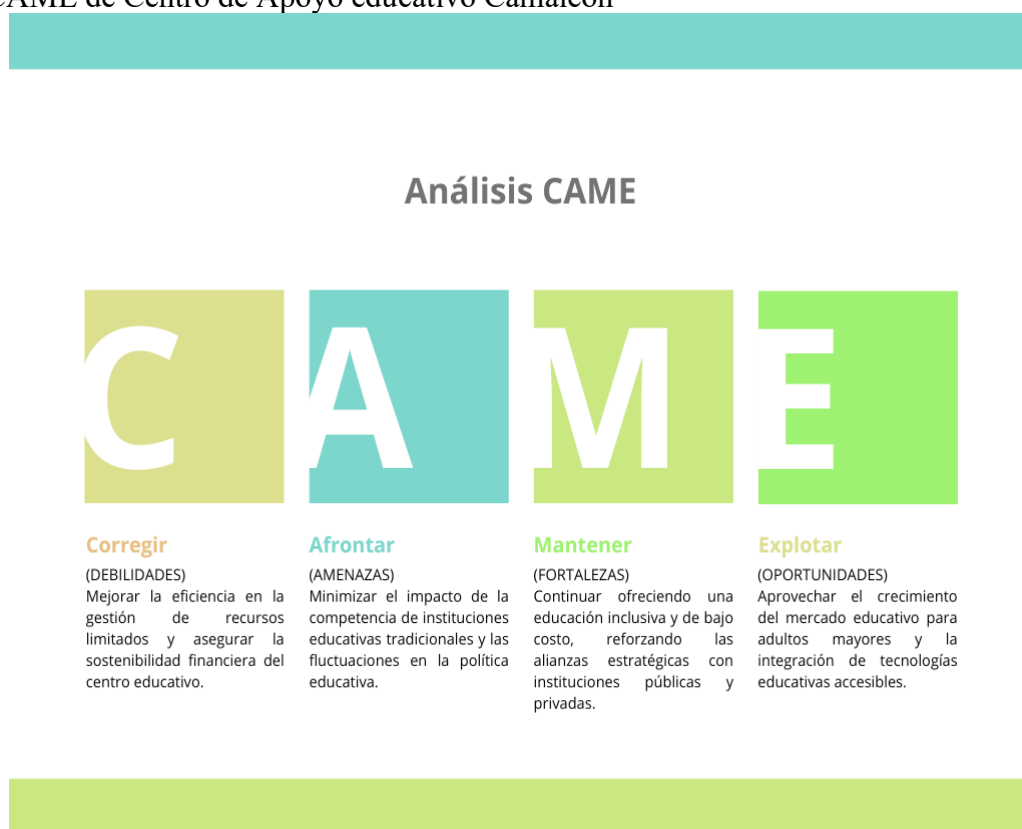 CAME de Centro de Apoyo educativo Camaleón
Análisis CAME
C A M E
Corregir
(DEBILIDADES)
Mejorar la eficiencia en la
gestión de recursos
limitados y asegurar la
sostenibilidad financiera del
centro educativo.
Afrontar
(AMENAZAS)
Minimizar el impacto de la
competencia de instituciones
educativas tradicionales y las
fluctuaciones en la política
educativa.
Mantener
(FORTALEZAS)
Continuar ofreciendo una
educación inclusiva y de bajo
costo, reforzando las
alianzas estratégicas con
instituciones públicas y
privadas.
Explotar
(OPORTUNIDADES)
Aprovechar el crecimiento
del mercado educativo para
adultos mayores y la
integración de tecnologías
educativas accesibles.